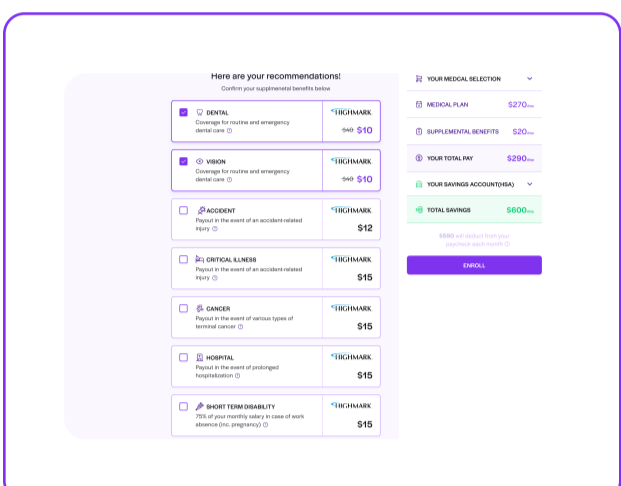 Here are your recommendations!
Confirm your supplmenetal benefits below
DENTAL
Coverage for routine and emergency
dental care
HIGHMARK
$40 $10
VISION
Coverage for routine and emergency
dental care
HIGHMARK
$40 $10
ACCIDENT
Payout in the event of an accident-related
injury
HIGHMARK
$12
CRITICAL ILLNESS
Payout in the event of an accident-related
injury
HIGHMARK
$15
CANCER
Payout in the event of various types of
terminal cancer
HIGHMARK
$15
HOSPITAL
Payout in the event of prolonged
hospitalization
HIGHMARK
$15
SHORT TERM DISABILITY
75% of your monthly salary in case of work
absence (inc. pregnancy)
HIGHMARK
$15
YOUR MEDCAL SELECTION
MEDICAL PLAN $270/mo
SUPPLEMENTAL BENEFITS $20/mo
YOUR TOTAL PAY $290/mo
YOUR SAVINGS ACCOUNT(HSA)
TOTAL SAVINGS $600/mo
will deduct from your
paycheck each month
ENROLL